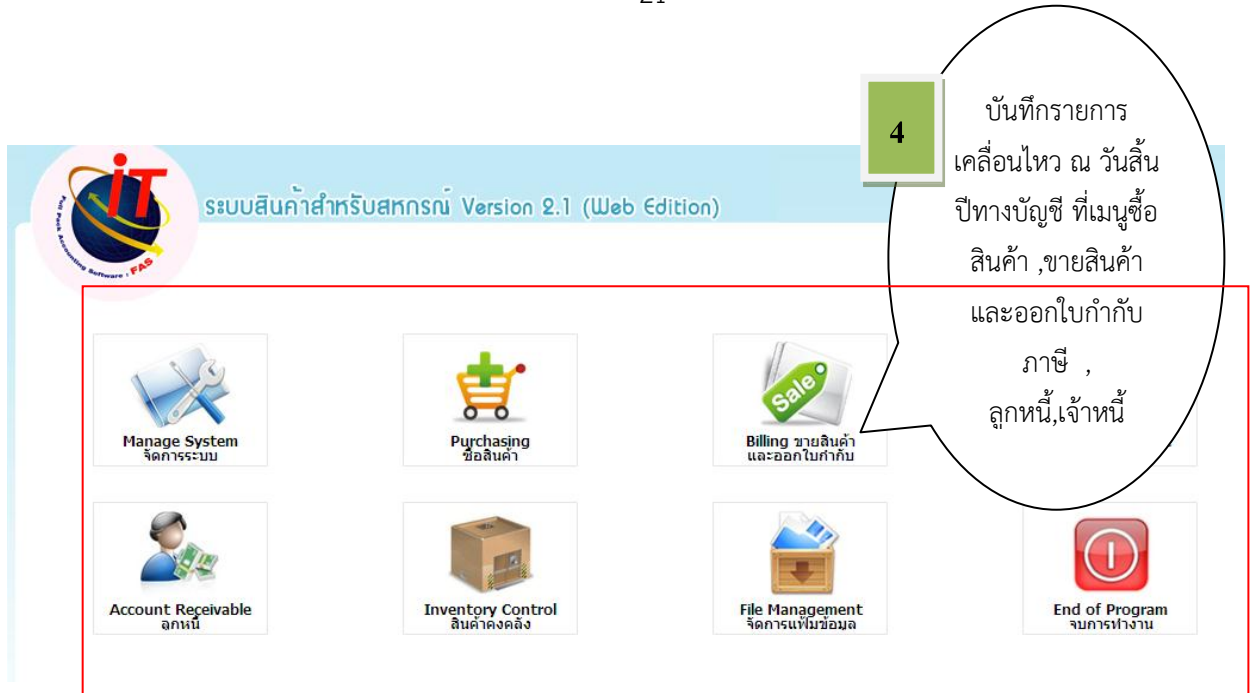 4
บันทึกรายการ
เคลื่อนไหว ณ วันสิ้น
ปีทางบัญชี ที่เมนูซื้อ
สินค้า ,ขายสินค้า
และออกใบกำกับ
ภาษี ,
ลูกหนี้,เจ้าหนี้
iT
Full Pack Accounting Software : FAS
ระบบสินค้าสำหรับสหกรณ์ Version 2.1 (Web Edition)
Manage System
จัดการระบบ
Purchasing
ซื้อสินค้า
Sale
Billing ขายสินค้า
และออกใบกำกับ
Account Receivable
ลูกหนี้
Inventory Control
สินค้าคงคลัง
File Management
จัดการแฟ้มข้อมูล
End of Program
จบการทำงาน